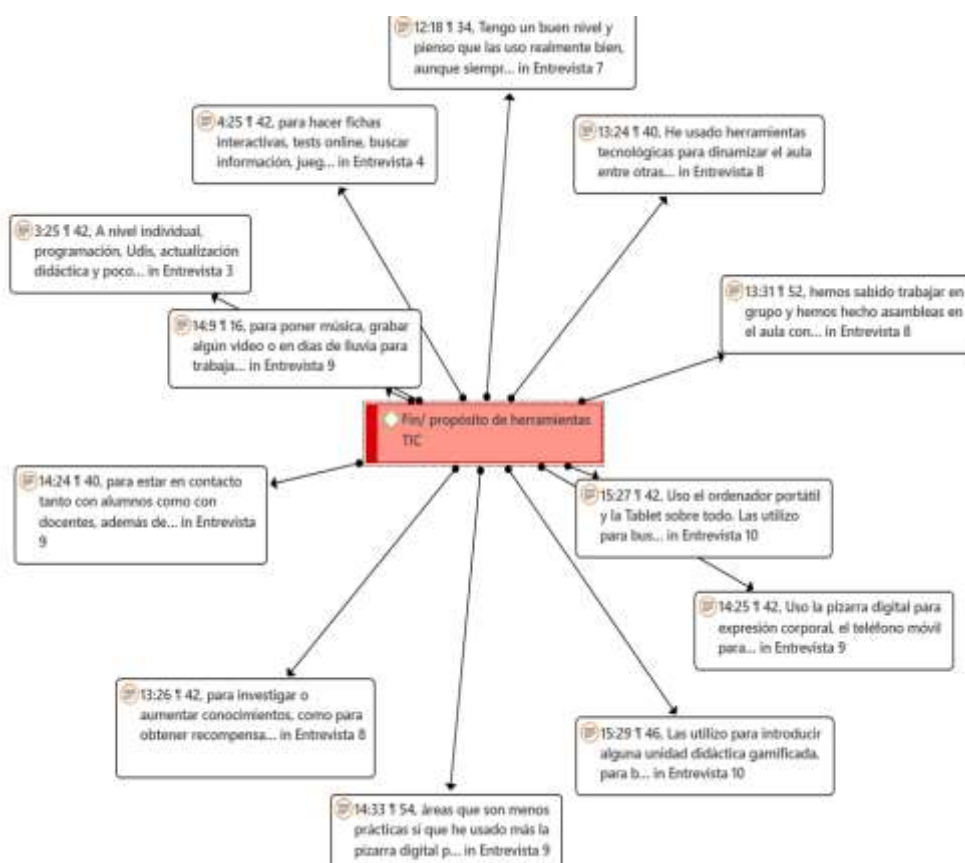 12:18 ¶ 34, Tengo un buen nivel y
pienso que las uso realmente bien,
aunque siempr... in Entrevista 7
4:25 ¶ 42, para hacer fichas
interactivas, tests online, buscar
información, jueg... in Entrevista 4
13:24 ¶ 40, He usado herramientas
tecnológicas para dinamizar el aula
entre otras... in Entrevista 8
3:25 ¶ 42, A nivel individual,
programación, Udis, actualización
didáctica y poco... in Entrevista 3
13:31 ¶ 52, hemos sabido trabajar en
grupo y hemos hecho asambleas en
el aula con... in Entrevista 8
14:9 ¶ 16, para poner música, grabar
algún video o en días de lluvia para
trabaja... in Entrevista 9
Fin/ propósito de herramientas
TIC
14:24 ¶ 40, para estar en contacto
tanto con alumnos como con
docentes, además de... in Entrevista
9
15:27 ¶ 42, Uso el ordenador portátil
y la Tablet sobre todo. Las utilizo
para bus... in Entrevista 10
14:25 ¶ 42, Uso la pizarra digital para
expresión corporal, el teléfono móvil
para... in Entrevista 9
13:26 ¶ 42, para investigar o
aumentar conocimientos, como para
obtener recompensa... in Entrevista 8
15:29 ¶ 46, Las utilizo para introducir
alguna unidad didáctica gamificada,
para b... in Entrevista 10
14:33 ¶ 54, áreas que son menos
prácticas sí que he usado más la
pizarra digital p... in Entrevista 9